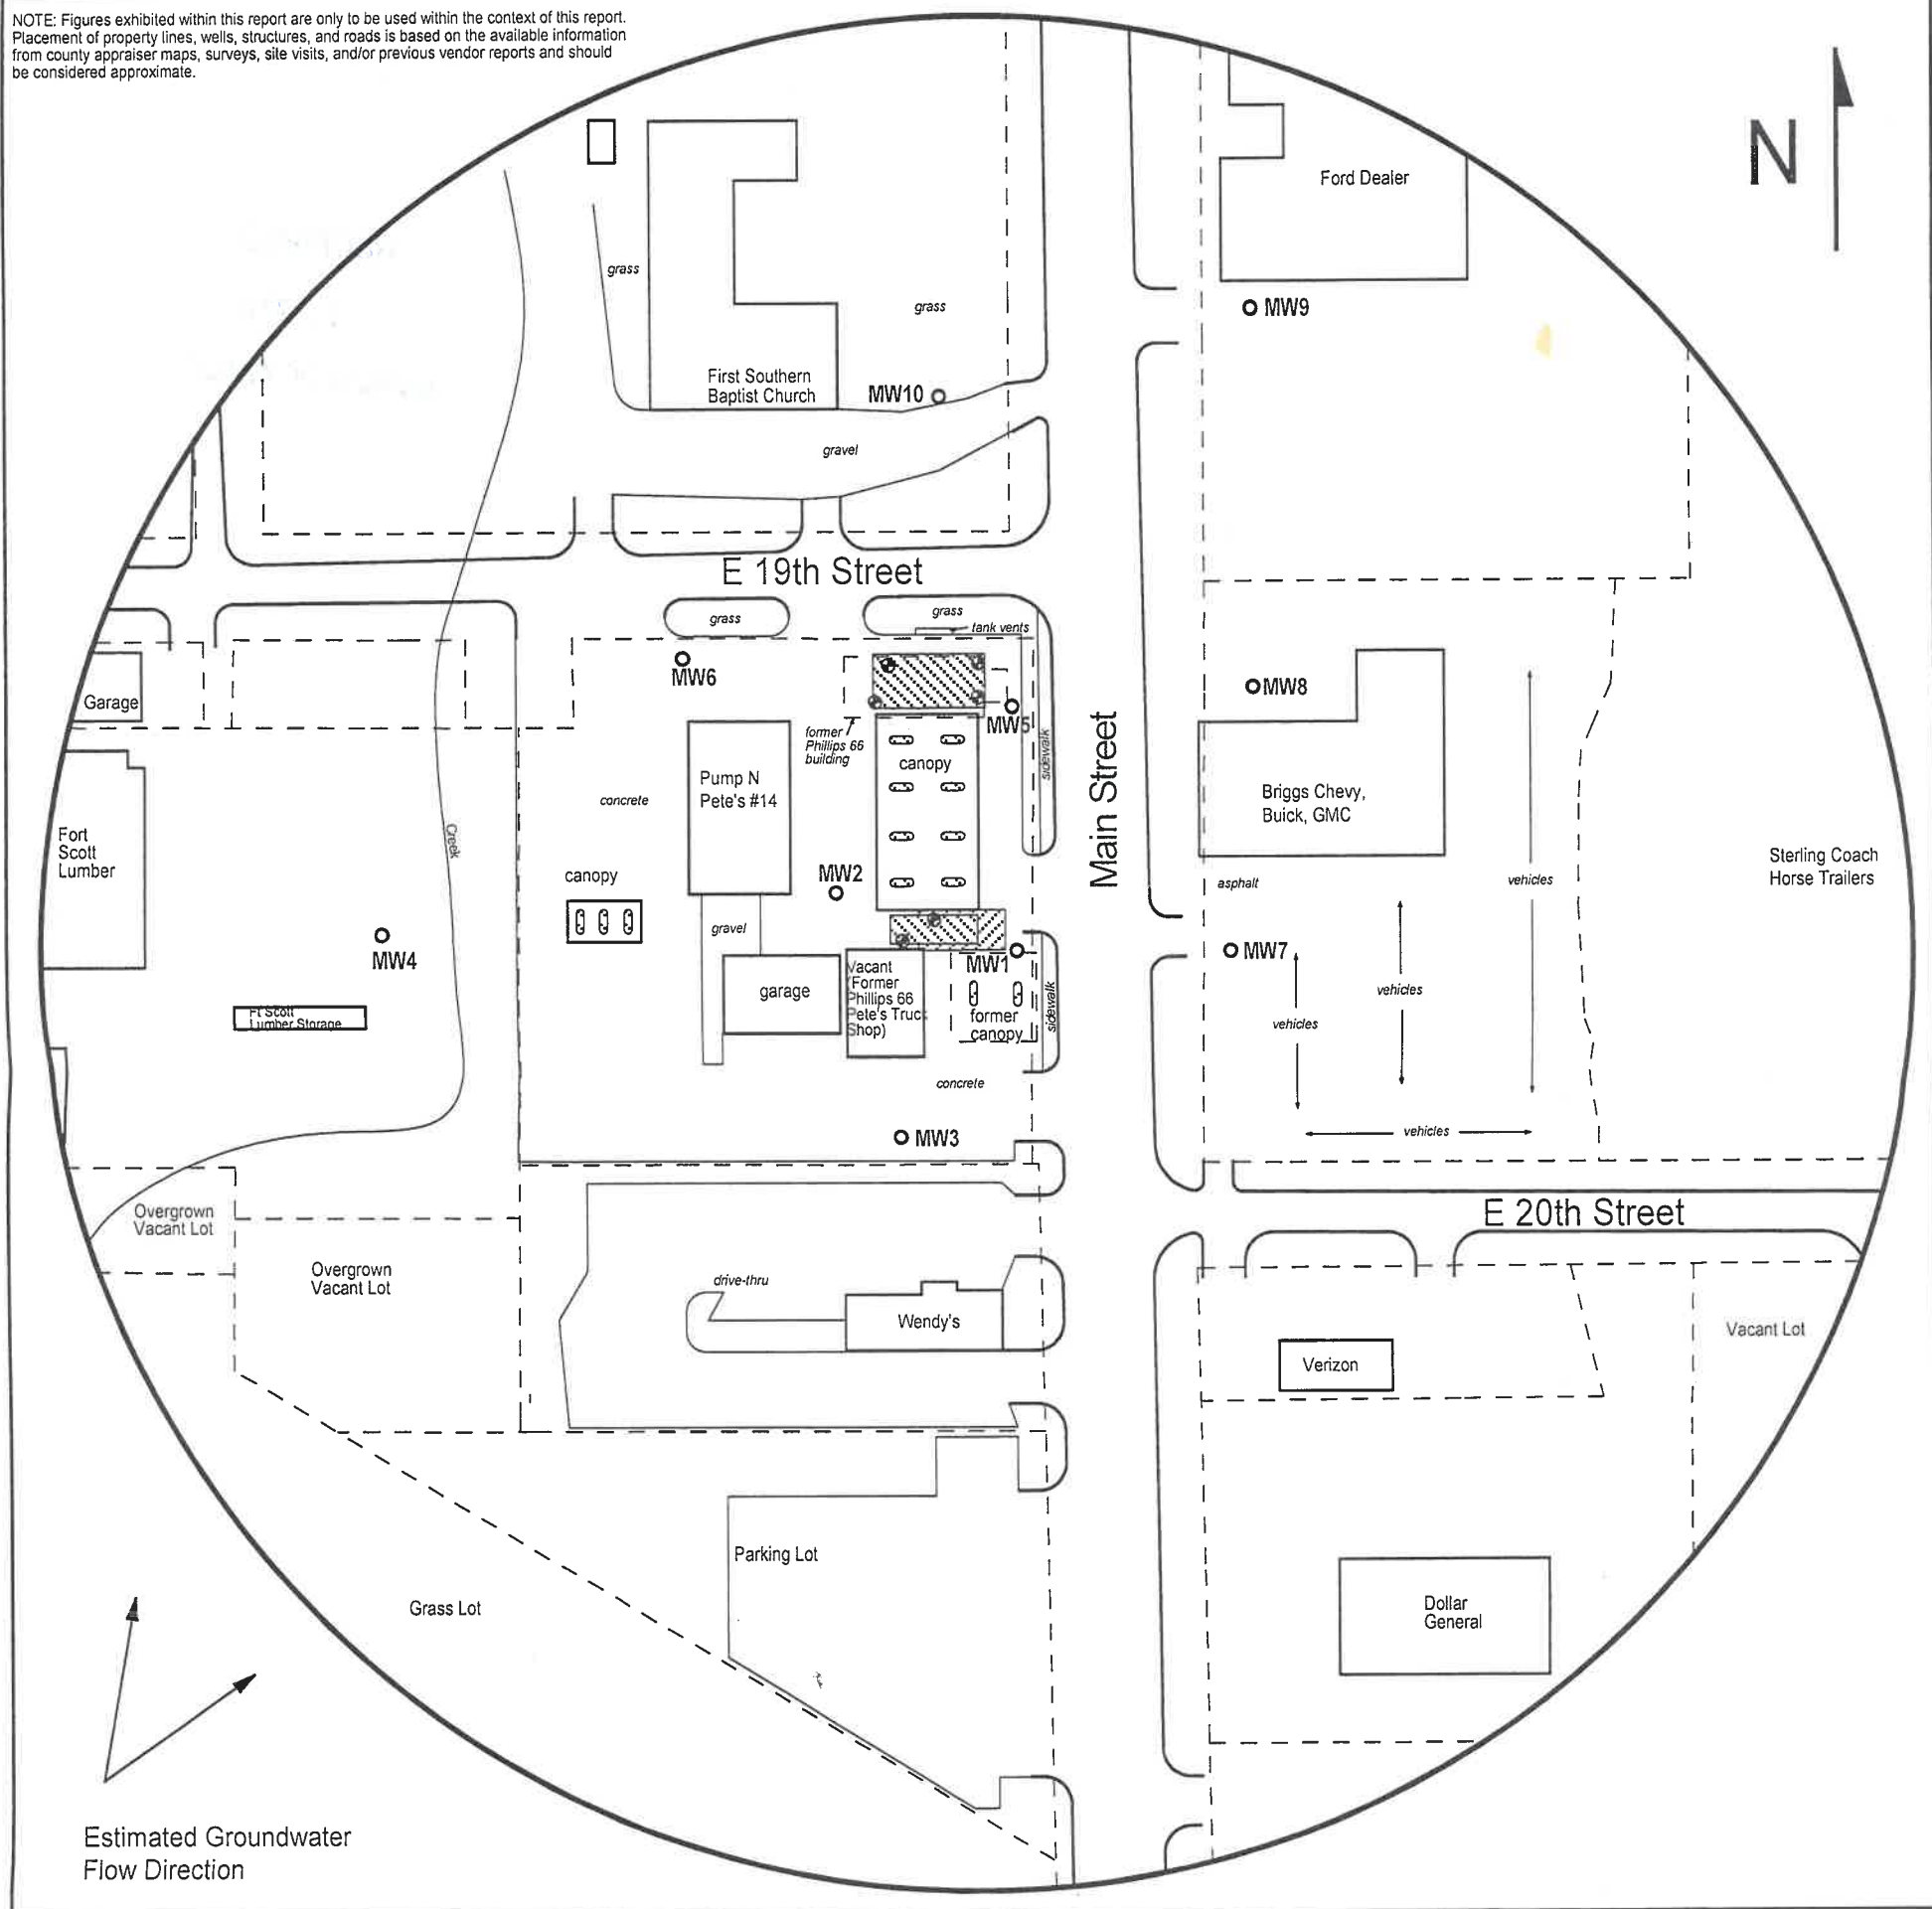 NOTE: Figures exhibited within this report are only to be used within the context of this report.
Placement of property lines, wells, structures, and roads is based on the available information
from county appraiser maps, surveys, site visits, and/or previous vendor reports and should
be considered approximate.
N
Ford Dealer
grass
grass
MW9
First Southern
Baptist Church
MW10
gravel
E 19th Street
grass
grass
tank vents
MW6
MW8
Garage
MW5
former
Phillips 66
building
canopy
sidewalk
Main Street
Pump N
Pete's #14
concrete
Briggs Chevy,
Buick, GMC
Fort
Scott
Lumber
Creek
Sterling Coach
Horse Trailers
canopy
MW2
asphalt
vehicles
gravel
MW4
MW7
MW1
Vacant
(Former
Phillips 66
Pete's Truck
Shop)
garage
vehicles
sidewalk
Ft Scott
Lumber Storage
former
canopy
vehicles
concrete
vehicles
MW3
Overgrown
Vacant Lot
E 20th Street
Overgrown
Vacant Lot
drive-thru
Wendy's
Vacant Lot
Verizon
Parking Lot
Grass Lot
Dollar
General
Estimated Groundwater
Flow Direction